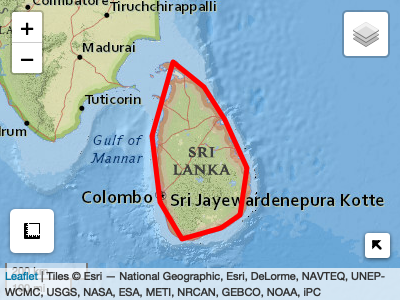 Coimbatore
Tiruchchirappalli
+
Madurai
−
Tuticorin
Gulf of
Mannar
SRI
LANKA
Colombo
Sri Jayewardenepura Kotte
Leaflet | Tiles © Esri — National Geographic, Esri, DeLorme, NAVTEQ, UNEP-
WCMC, USGS, NASA, ESA, METI, NRCAN, GEBCO, NOAA, iPC